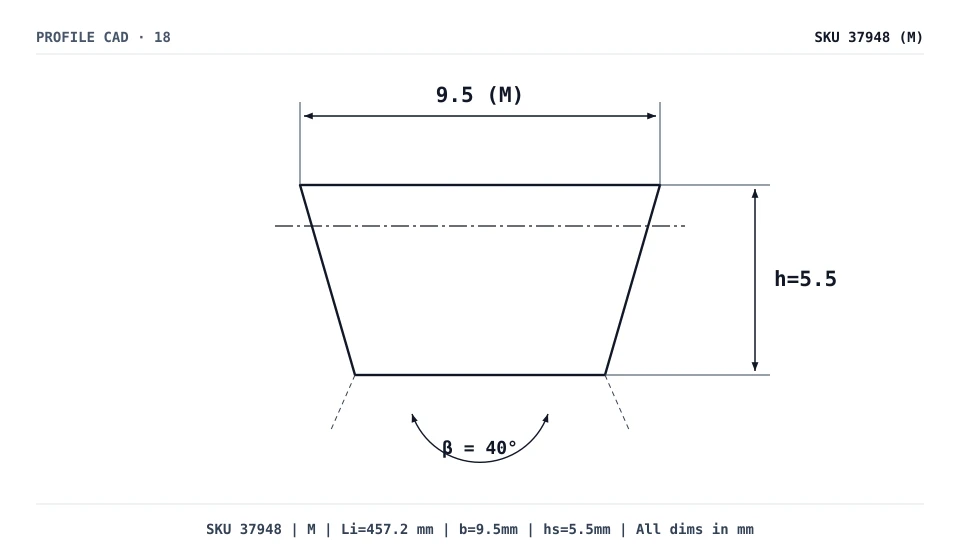 PROFILE CAD · 18
SKU 37948 (M)
9.5 (M)
h=5.5
β = 40°
SKU 37948 | M | Li=457.2 mm | b=9.5mm | hs=5.5mm | All dims in mm